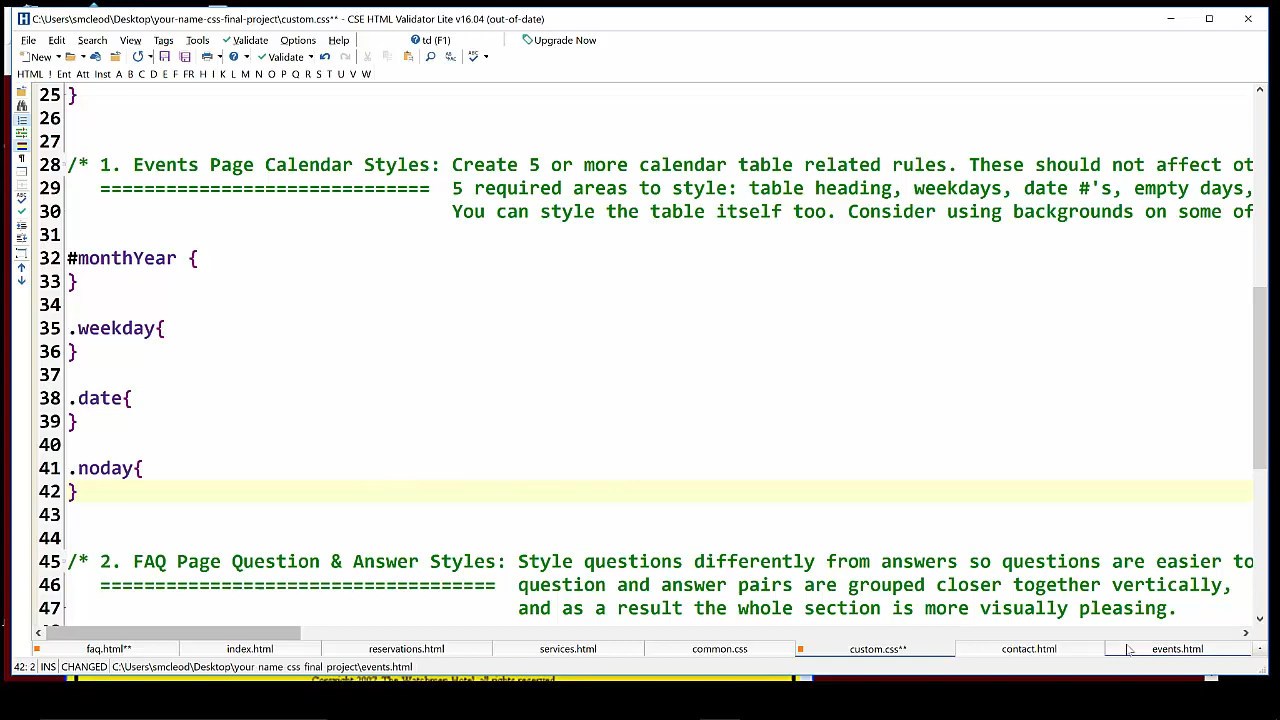 C:\Users\smcleod\Desktop\your-name-css-final-project\custom.css** - CSE HTML Validator Lite v16.04 (out-of-date)
File Edit Search View Tags Tools Validate Options Help td (F1) Upgrade Now
New Validate
HTML ! Ent Att Inst A B C D E F FR H I K L M N O P Q R S T U V W
25 }
26
27
28 /* 1. Events Page Calendar Styles: Create 5 or more calendar table related rules. These should not affect ot
29 ============================== 5 required areas to style: table heading, weekdays, date #'s, empty days,
30 You can style the table itself too. Consider using backgrounds on some of
31
32 #monthYear {
33 }
34
35 .weekday{
36 }
37
38 .date{
39 }
40
41 .noday{
42 }
43
44
45 /* 2. FAQ Page Question & Answer Styles: Style questions differently from answers so questions are easier to
46 ==================================== question and answer pairs are grouped closer together vertically,
47 and as a result the whole section is more visually pleasing.
faq.html** index.html reservations.html services.html common.css custom.css** contact.html events.html
42: 2 INS CHANGED C:\Users\smcleod\Desktop\your name css final project\events.html
Copyright 2007, The Watchmen Hotel, all rights reserved